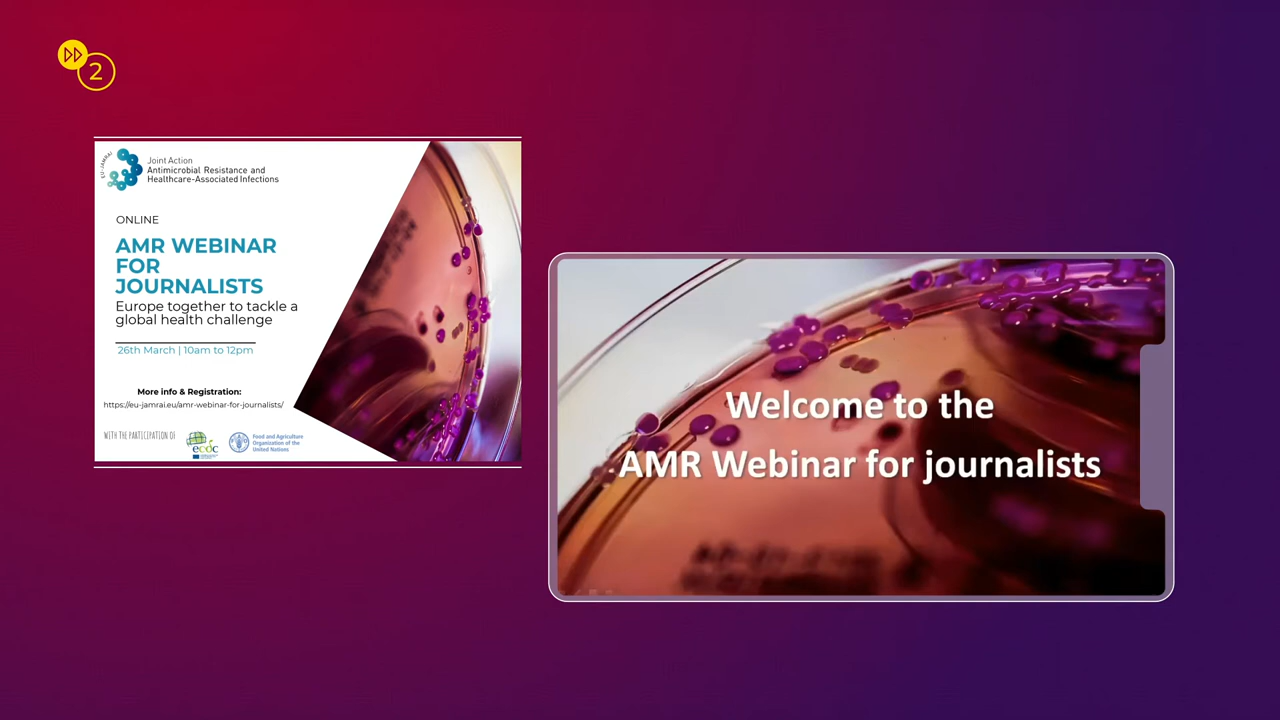 2
EU-JAMRAI
Joint Action
Antimicrobial Resistance and
Healthcare-Associated Infections
ONLINE
AMR WEBINAR
FOR
JOURNALISTS
Europe together to tackle a
global health challenge
26th March | 10am to 12pm
More info & Registration:
https://eu-jamrai.eu/amr-webinar-for-journalists/
WITH THE PARTICIPATION OF
ecdc
Food and Agriculture
Organization of the
United Nations
Welcome to the
AMR Webinar for journalists